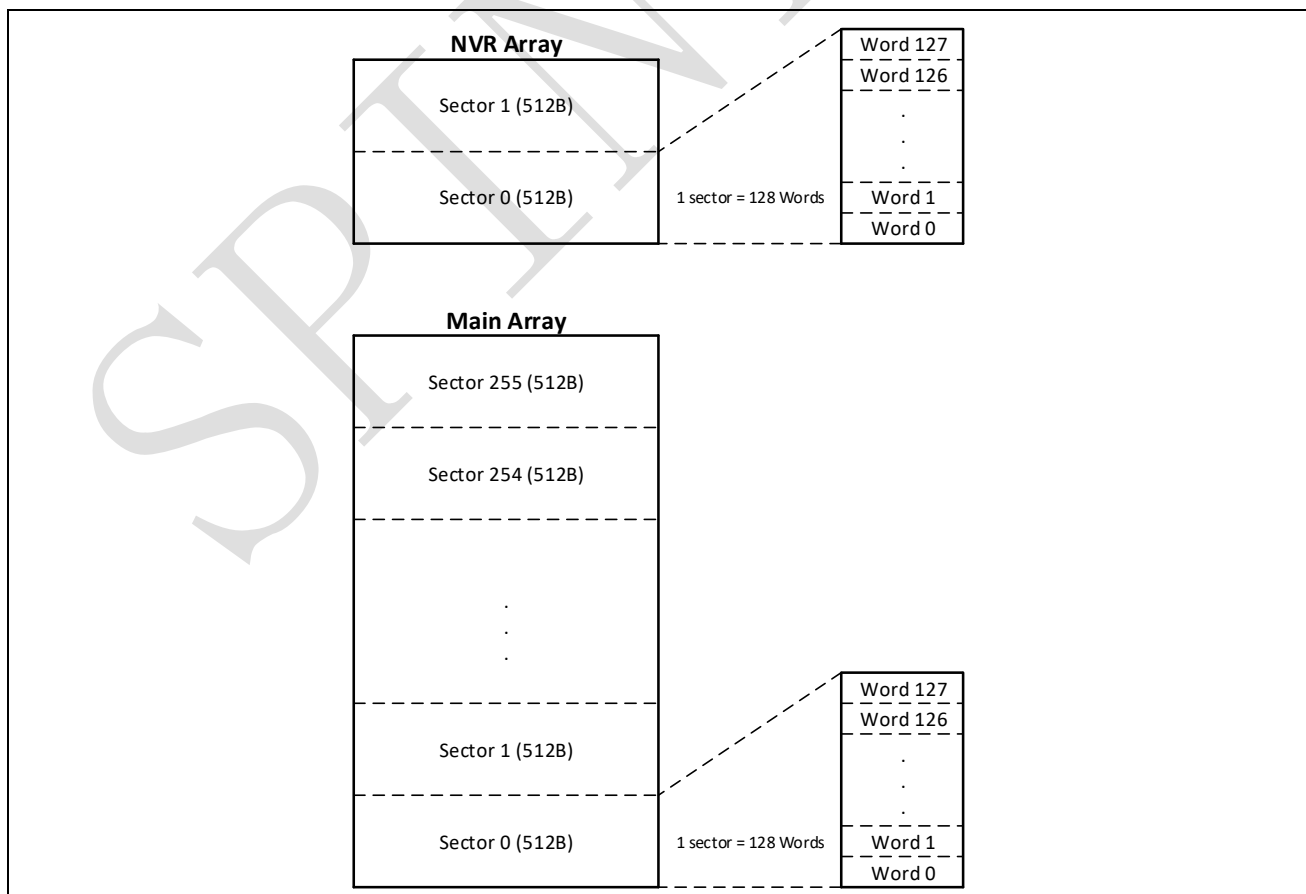 SPIN
NVR Array
Sector 1 (512B)
Sector 0 (512B)
1 sector = 128 Words
Word 127
Word 126
.
.
.
Word 1
Word 0
Main Array
Sector 255 (512B)
Sector 254 (512B)
.
.
.
Sector 1 (512B)
Sector 0 (512B)
1 sector = 128 Words
Word 127
Word 126
.
.
.
Word 1
Word 0